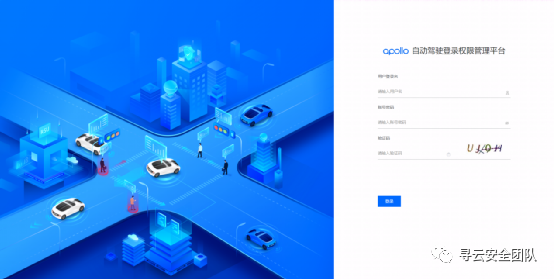 apollo 自动驾驶登录权限管理平台
用户登录名
请输入用户名
账号密码
请输入账号密码
验证码
请输入验证码
登录
寻云安全团队